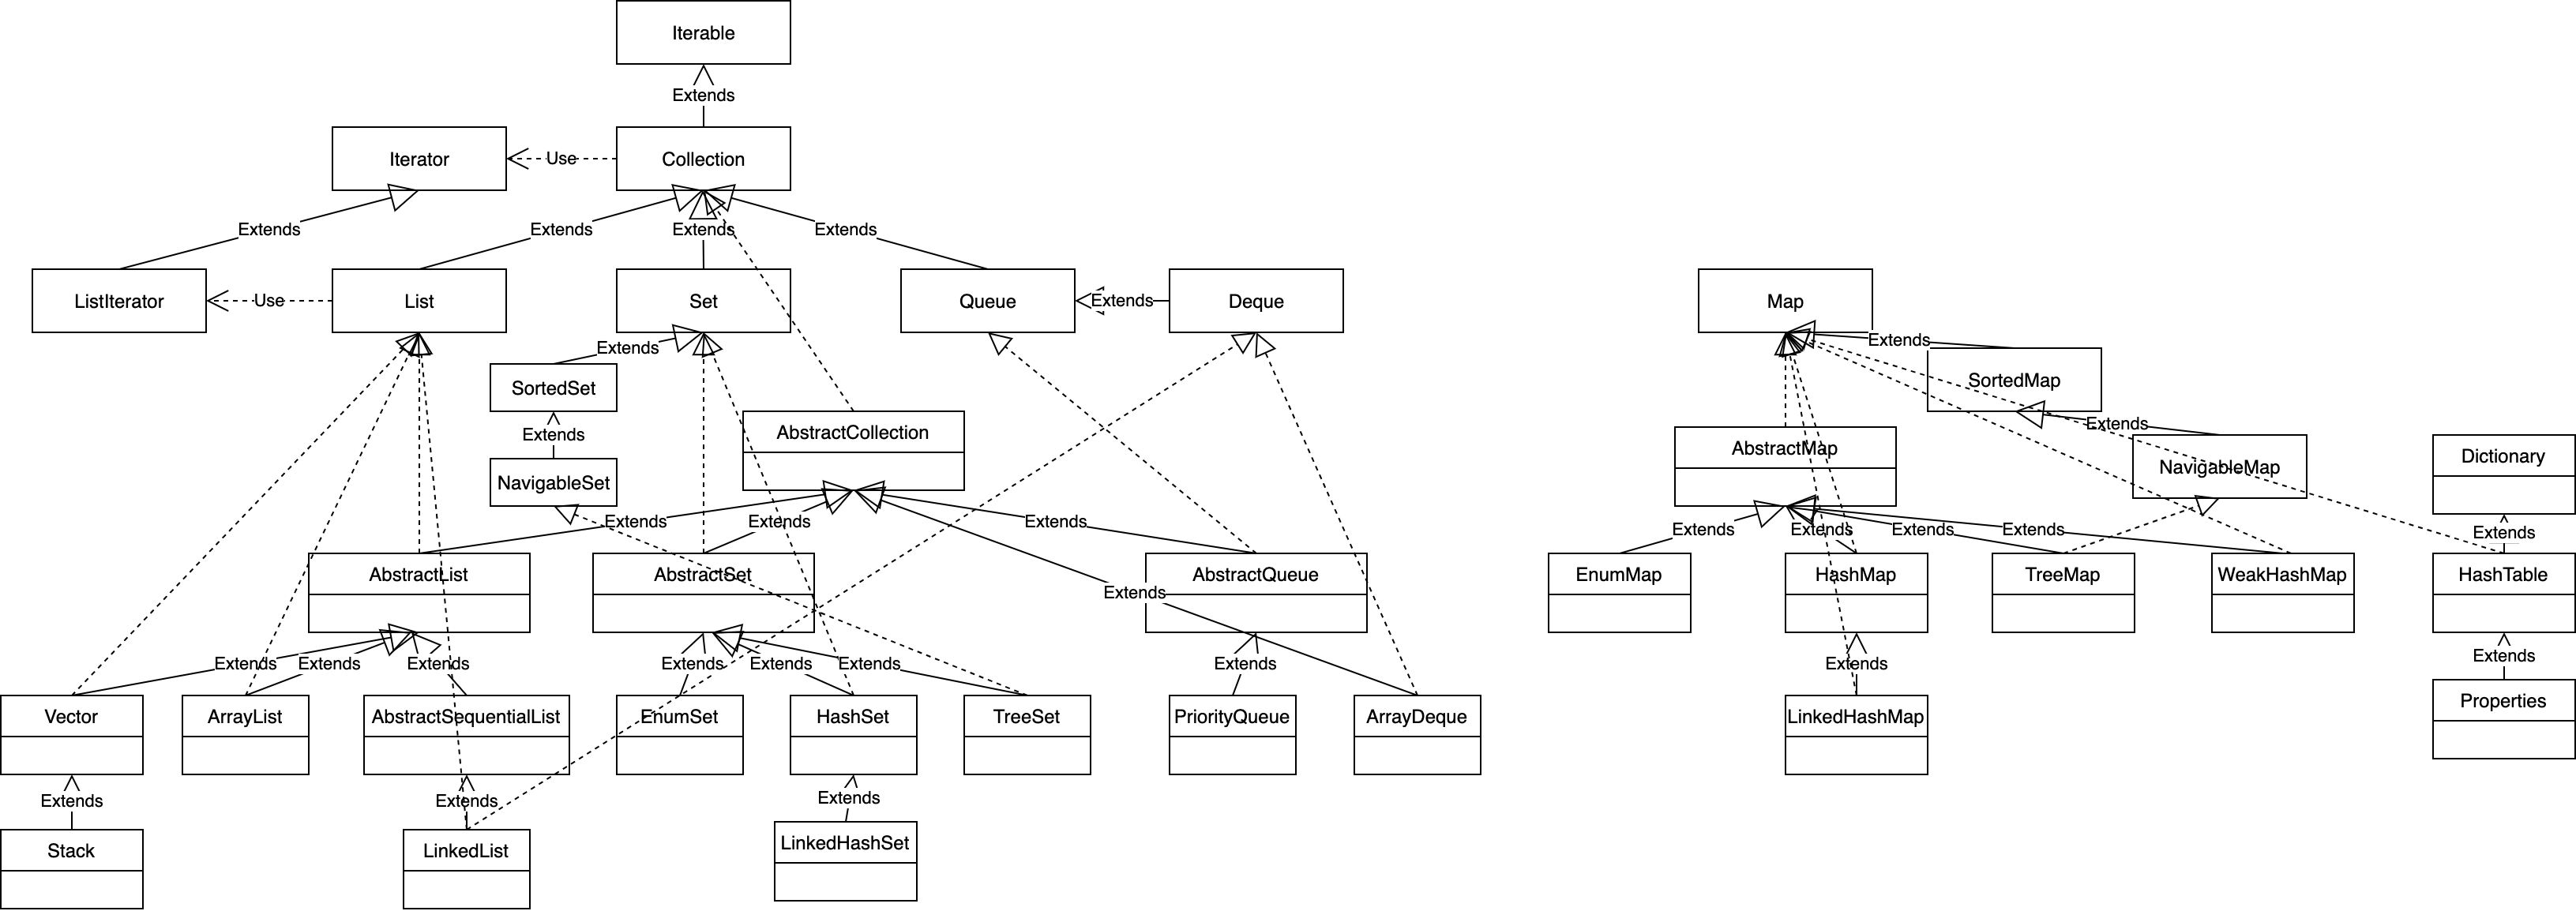 Iterable
Extends
Iterator
Use
Collection
Extends
Extends
Extends
Extends
ListIterator
Use
List
Set
Queue
Extends
Deque
Map
Extends
Extends
SortedSet
SortedMap
Extends
Extends
AbstractCollection
AbstractMap
Dictionary
NavigableSet
NavigableMap
Extends
Extends
Extends
Extends
Extends
Extends
Extends
Extends
AbstractList
AbstractSet
AbstractQueue
Extends
EnumMap
HashMap
TreeMap
WeakHashMap
HashTable
Extends
Extends
Extends
Extends
Extends
Extends
Extends
Extends
Extends
Vector
ArrayList
AbstractSequentialList
EnumSet
HashSet
TreeSet
PriorityQueue
ArrayDeque
LinkedHashMap
Properties
Extends
Extends
Extends
Stack
LinkedList
LinkedHashSet